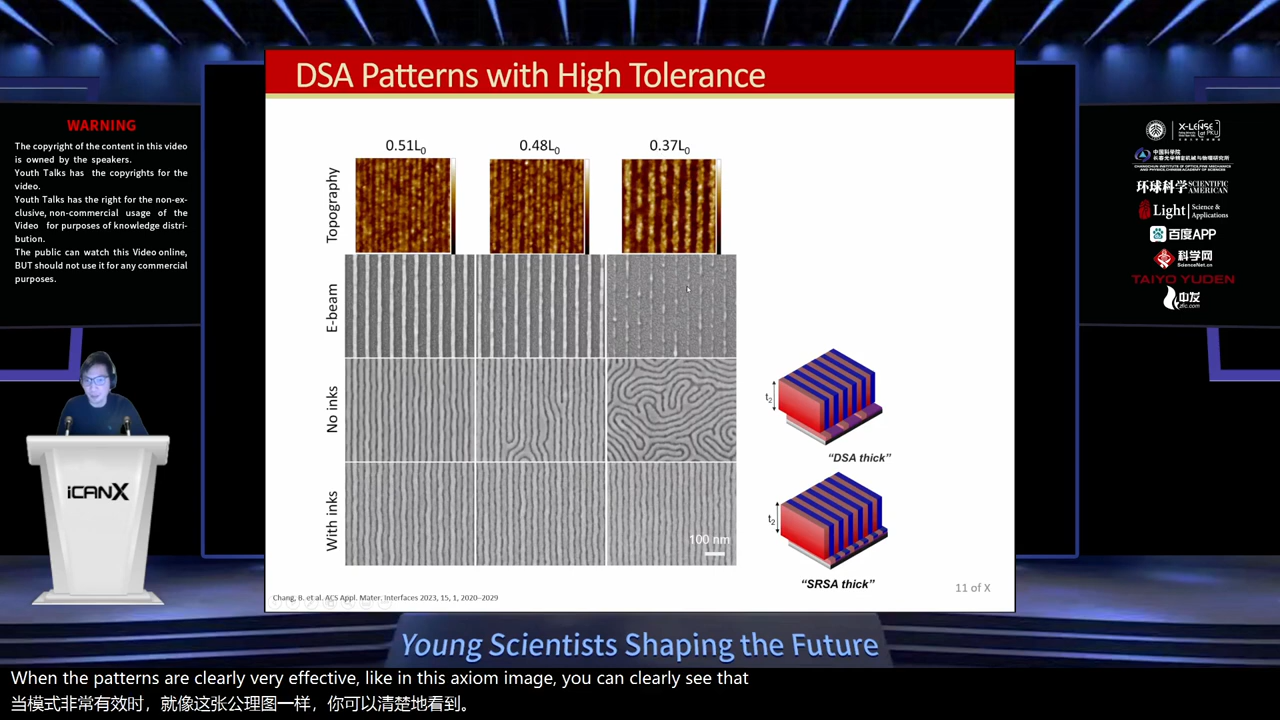 DSA Patterns with High Tolerance
WARNING
The copyright of the content in this video
is owned by the speakers.
Youth Talks has the copyrights for the
video.
Youth Talks has the right for the non-ex-
clusive, non-commercial usage of the
Video for purposes of knowledge distri-
bution.
The public can watch this Video online,
BUT should not use it for any commercial
purposes.
0.51L0
0.48L0
0.37L0
Topography
E-beam
No inks
With inks
100 nm
t2
"DSA thick"
t2
"SRSA thick"
11 of X
Chang, B. et al. ACS Appl. Mater. Interfaces 2023, 15, 1, 2020–2029
X-LENSE PKU
中国科学院
长春光学精密机械与物理研究所
CHANGCHUN INSTITUTE OF OPTICS, FINE MECHANICS
AND PHYSICS, CHINESE ACADEMY OF SCIENCES
环球科学 SCIENTIFIC AMERICAN
Light Science & Applications
百度APP
科学网
ScienceNet.cn
TAIYO YUDEN
中发
iCANX
Young Scientists Shaping the Future
When the patterns are clearly very effective, like in this axiom image, you can clearly see that
当模式非常有效时，就像这张公理图一样，你可以清楚地看到。